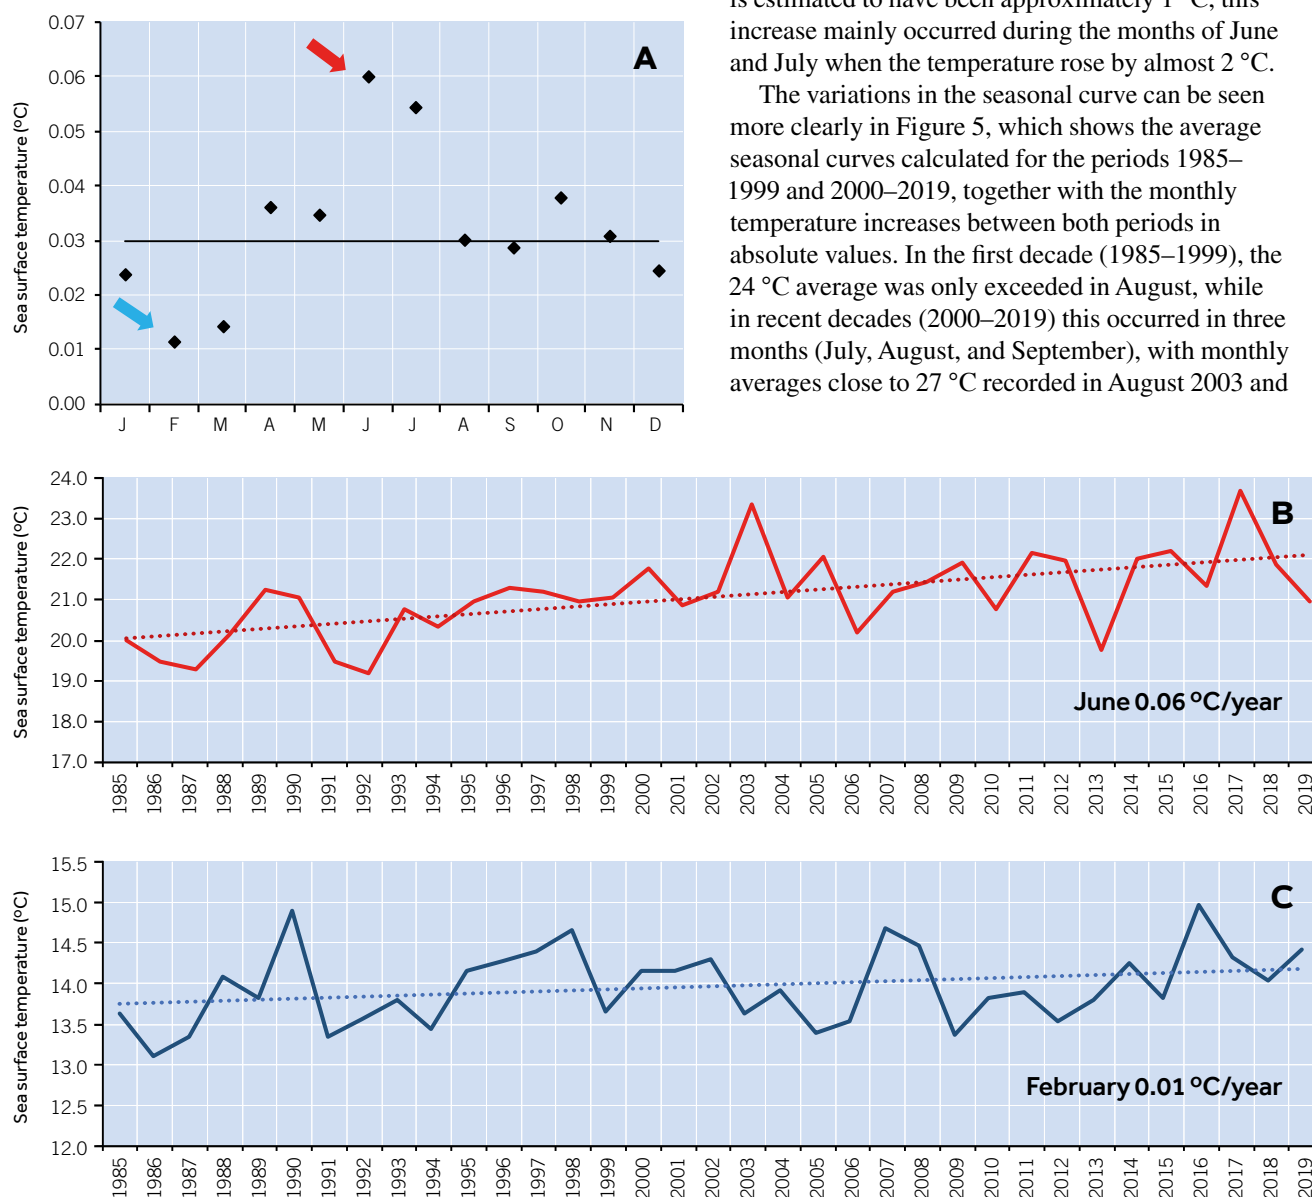 is estimated to have been approximately 1 °C, this
increase mainly occurred during the months of June
and July when the temperature rose by almost 2 °C.
The variations in the seasonal curve can be seen
more clearly in Figure 5, which shows the average
seasonal curves calculated for the periods 1985–
1999 and 2000–2019, together with the monthly
temperature increases between both periods in
absolute values. In the first decade (1985–1999), the
24 °C average was only exceeded in August, while
in recent decades (2000–2019) this occurred in three
months (July, August, and September), with monthly
averages close to 27 °C recorded in August 2003 and
A
Sea surface temperature (ºC)
0.07
0.06
0.05
0.04
0.03
0.02
0.01
0.00
J F M A M J J A S O N D
B
Sea surface temperature (ºC)
24.0
23.0
22.0
21.0
20.0
19.0
18.0
17.0
June 0.06 ºC/year
1985 1986 1987 1988 1989 1990 1991 1992 1993 1994 1995 1996 1997 1998 1999 2000 2001 2002 2003 2004 2005 2006 2007 2008 2009 2010 2011 2012 2013 2014 2015 2016 2017 2018 2019
C
Sea surface temperature (ºC)
15.5
15.0
14.5
14.0
13.5
13.0
12.5
12.0
February 0.01 ºC/year
1985 1986 1987 1988 1989 1990 1991 1992 1993 1994 1995 1996 1997 1998 1999 2000 2001 2002 2003 2004 2005 2006 2007 2008 2009 2010 2011 2012 2013 2014 2015 2016 2017 2018 2019